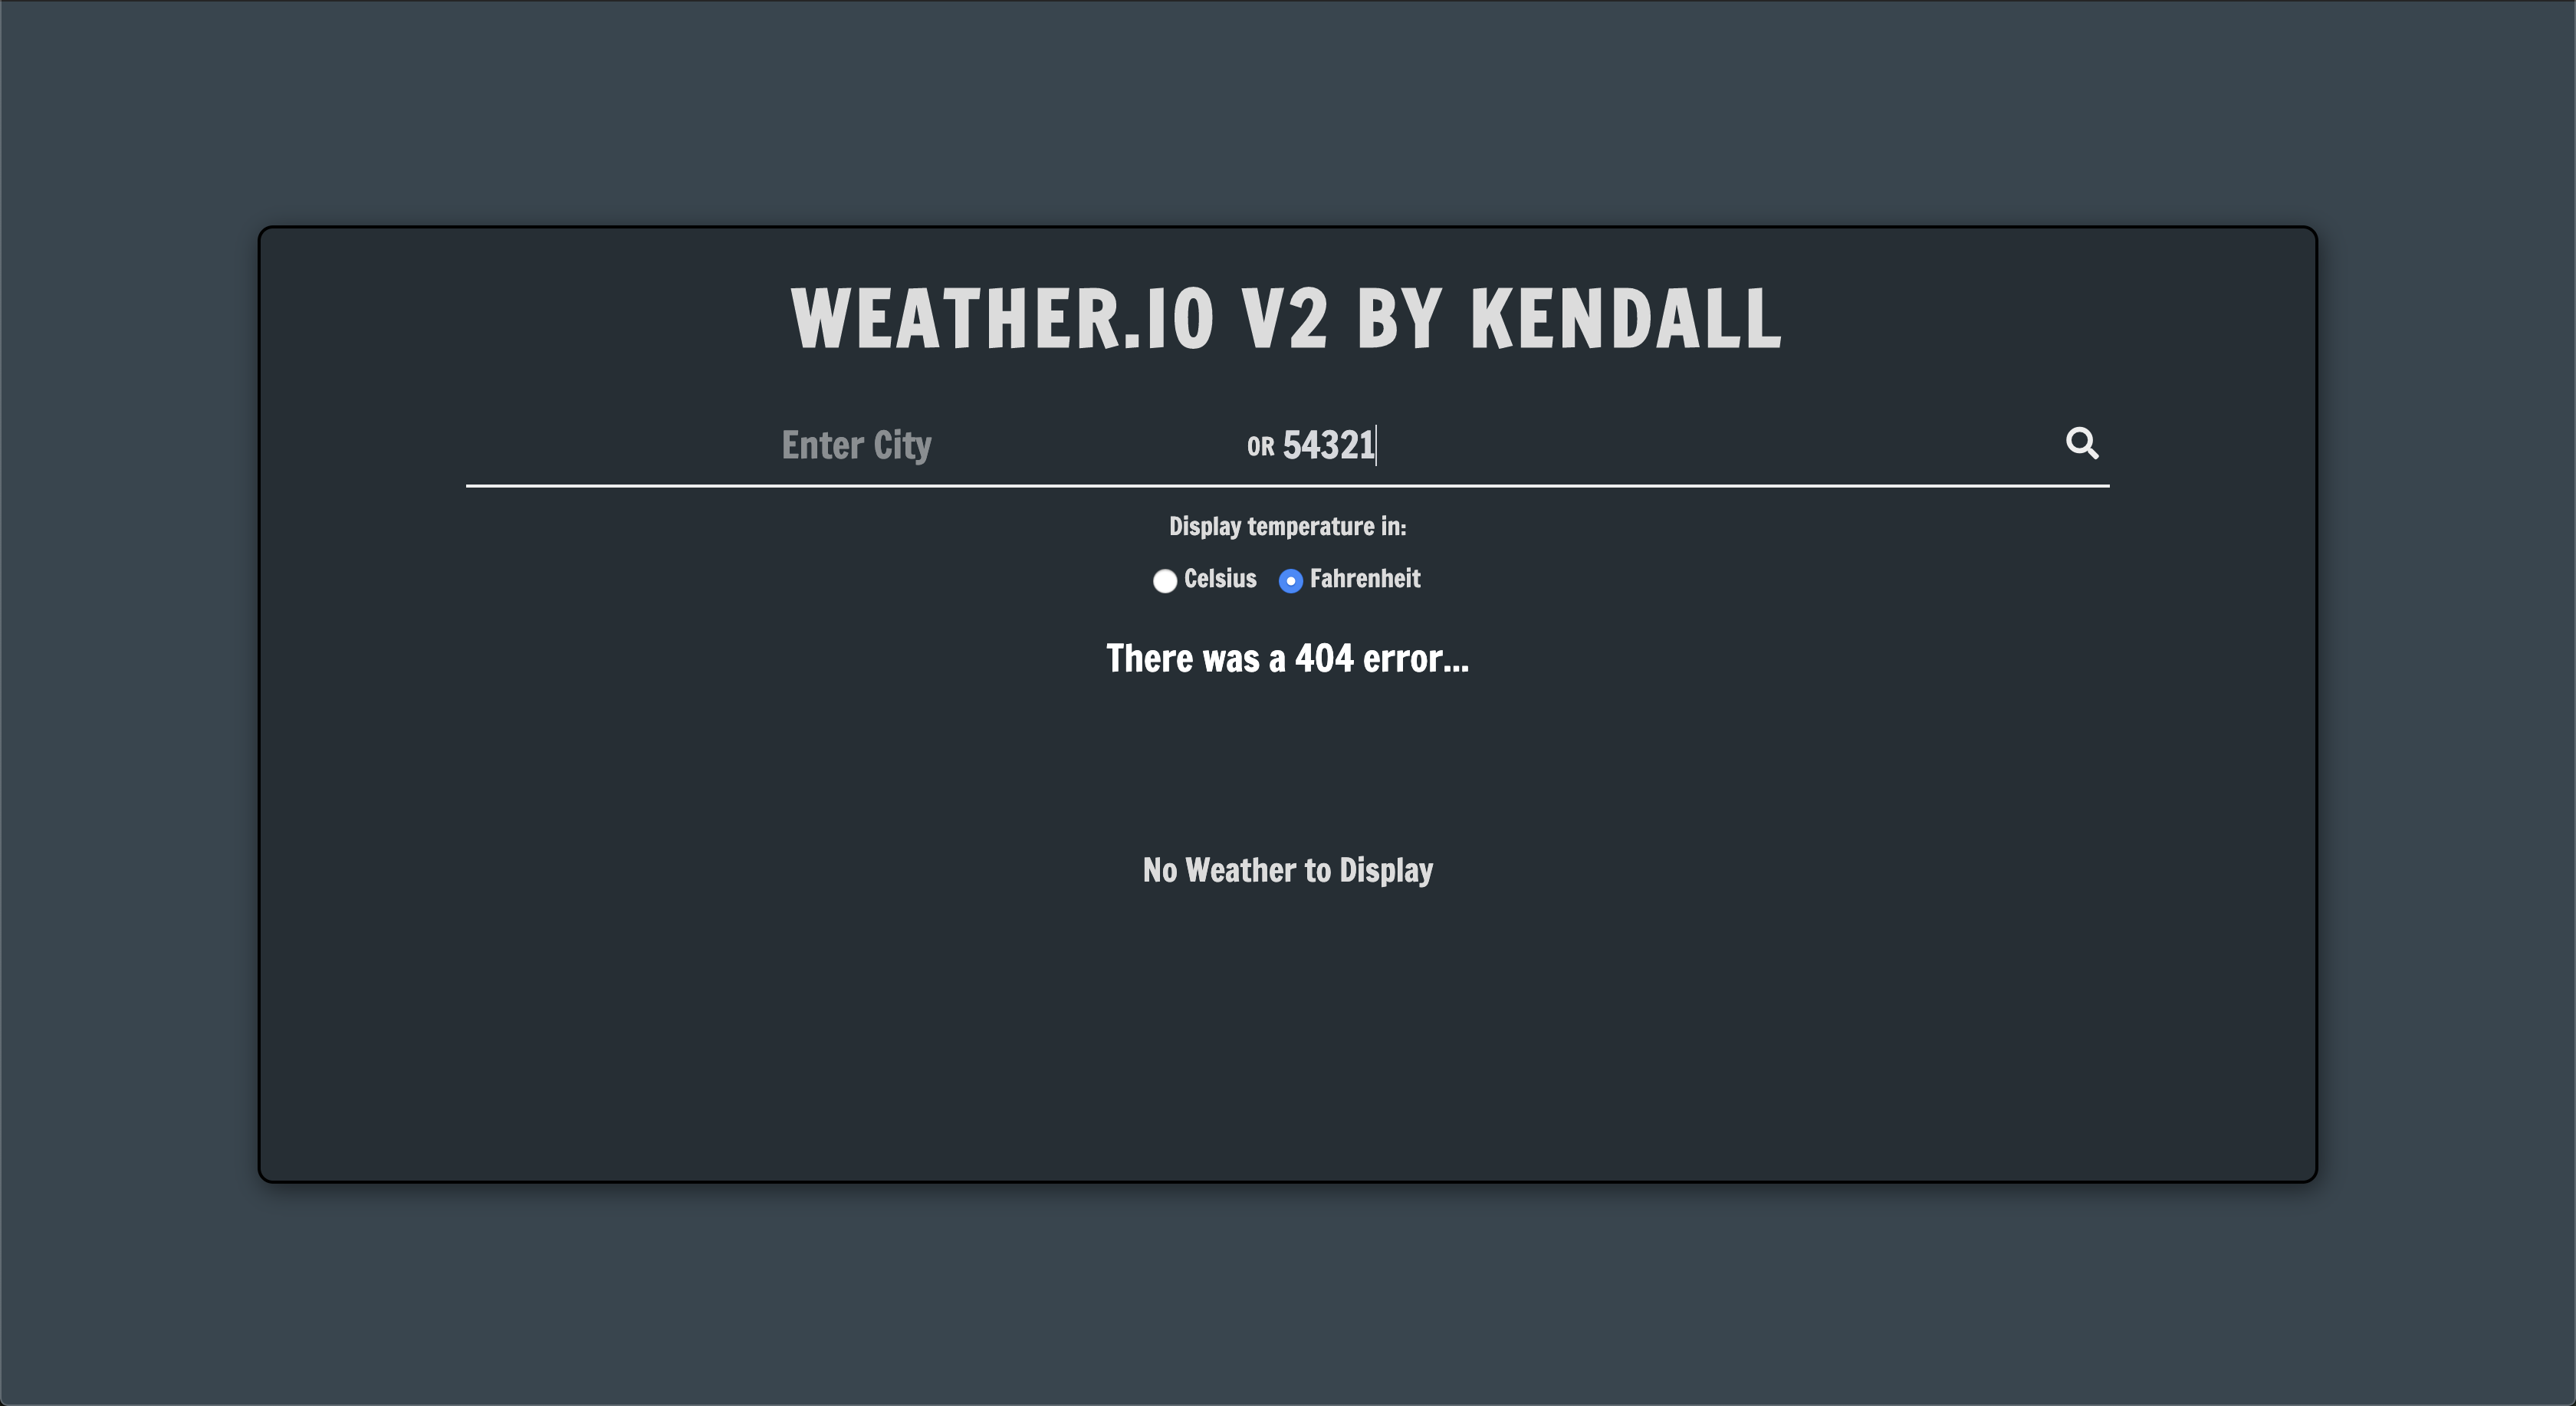 WEATHER.IO V2 BY KENDALL
Enter City OR 54321
Display temperature in:
Celsius Fahrenheit
There was a 404 error...
No Weather to Display